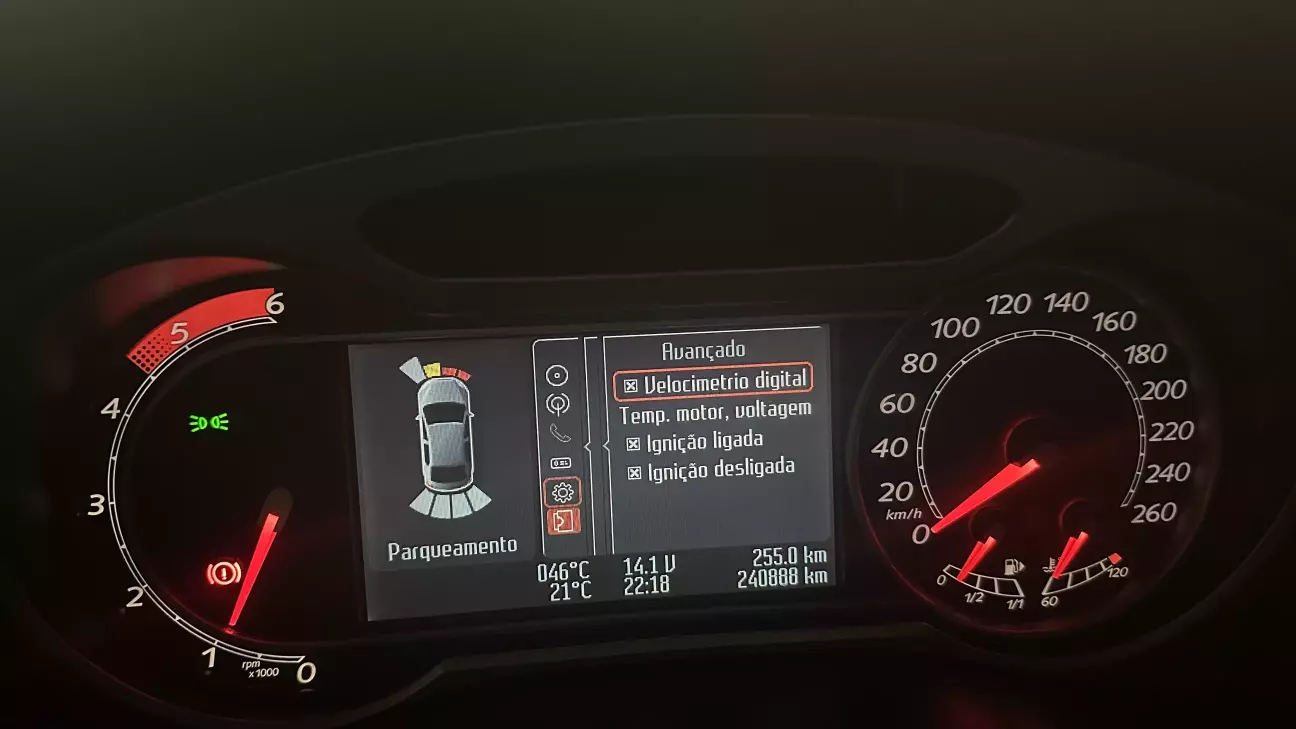 6
5
4
3
2
1
0
rpm
x1000
Parqueamento
Avançado
Velocimetrio digital
Temp. motor, voltagem
Ignição ligada
Ignição desligada
046°C
21°C
14.1 V
22:18
255.0 km
240888 km
0
20
40
60
80
100
120
140
160
180
200
220
240
260
km/h
0
1/2
1/1
60
120